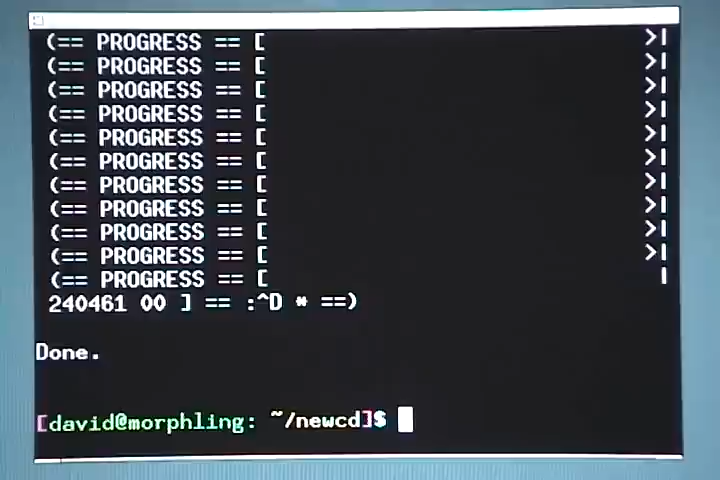 (== PROGRESS == [ >|
(== PROGRESS == [ >|
(== PROGRESS == [ >|
(== PROGRESS == [ >|
(== PROGRESS == [ >|
(== PROGRESS == [ >|
(== PROGRESS == [ >|
(== PROGRESS == [ >|
(== PROGRESS == [ >|
(== PROGRESS == [ >|
(== PROGRESS == [ |
240461 00 ] == :^D * ==)
Done.
[david@morphling: ~/newcd]$